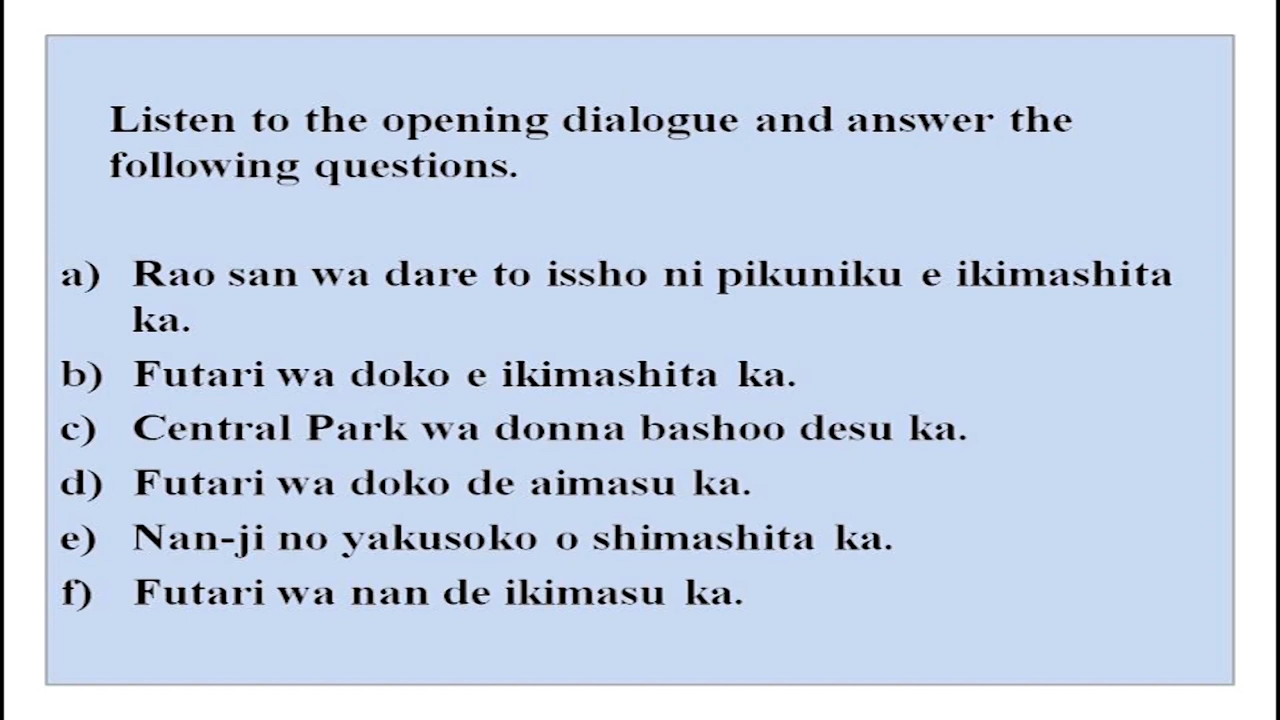 Listen to the opening dialogue and answer the
following questions.
a) Rao san wa dare to issho ni pikuniku e ikimashita
ka.
b) Futari wa doko e ikimashita ka.
c) Central Park wa donna bashoo desu ka.
d) Futari wa doko de aimasu ka.
e) Nan-ji no yakusoko o shimashita ka.
f) Futari wa nan de ikimasu ka.